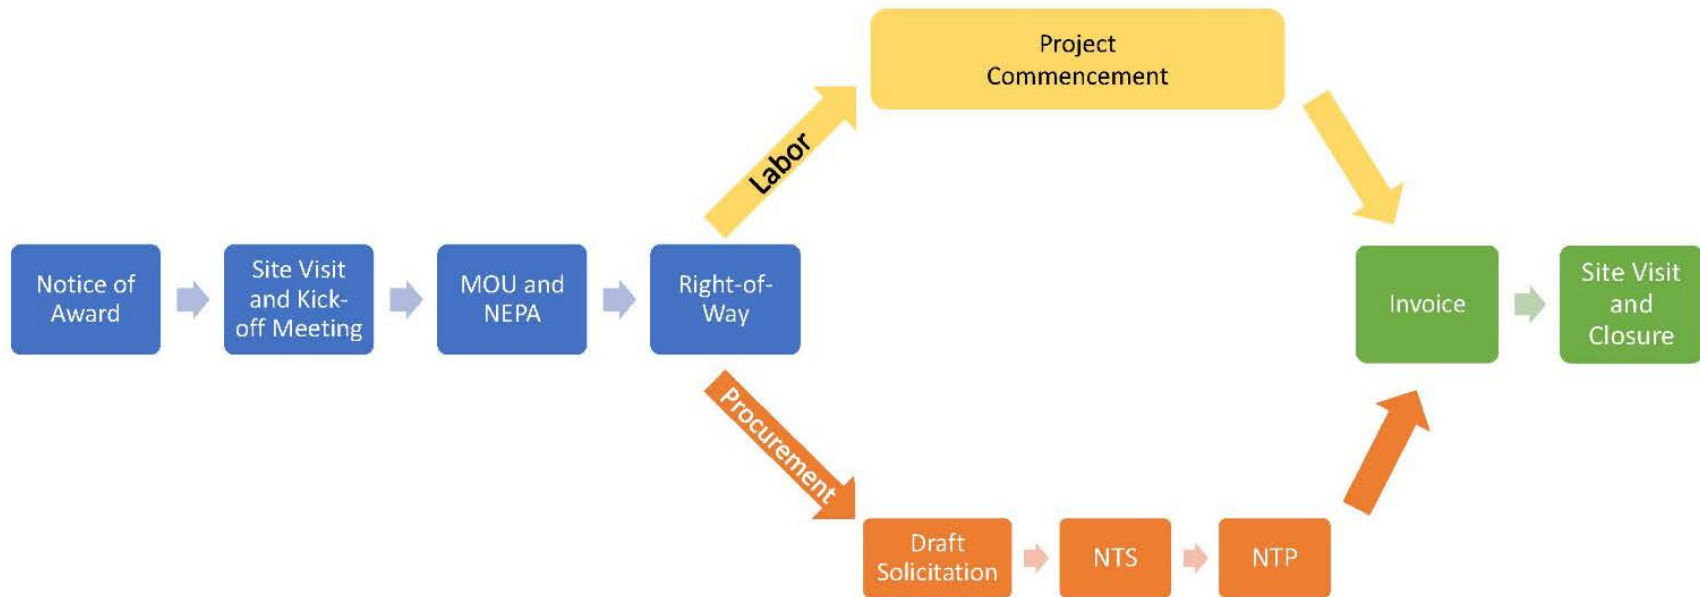 Project
Commencement
Labor
Notice of
Award
Site Visit
and Kick-
off Meeting
MOU and
NEPA
Right-of-
Way
Invoice
Site Visit
and
Closure
Procurement
Draft
Solicitation
NTS
NTP